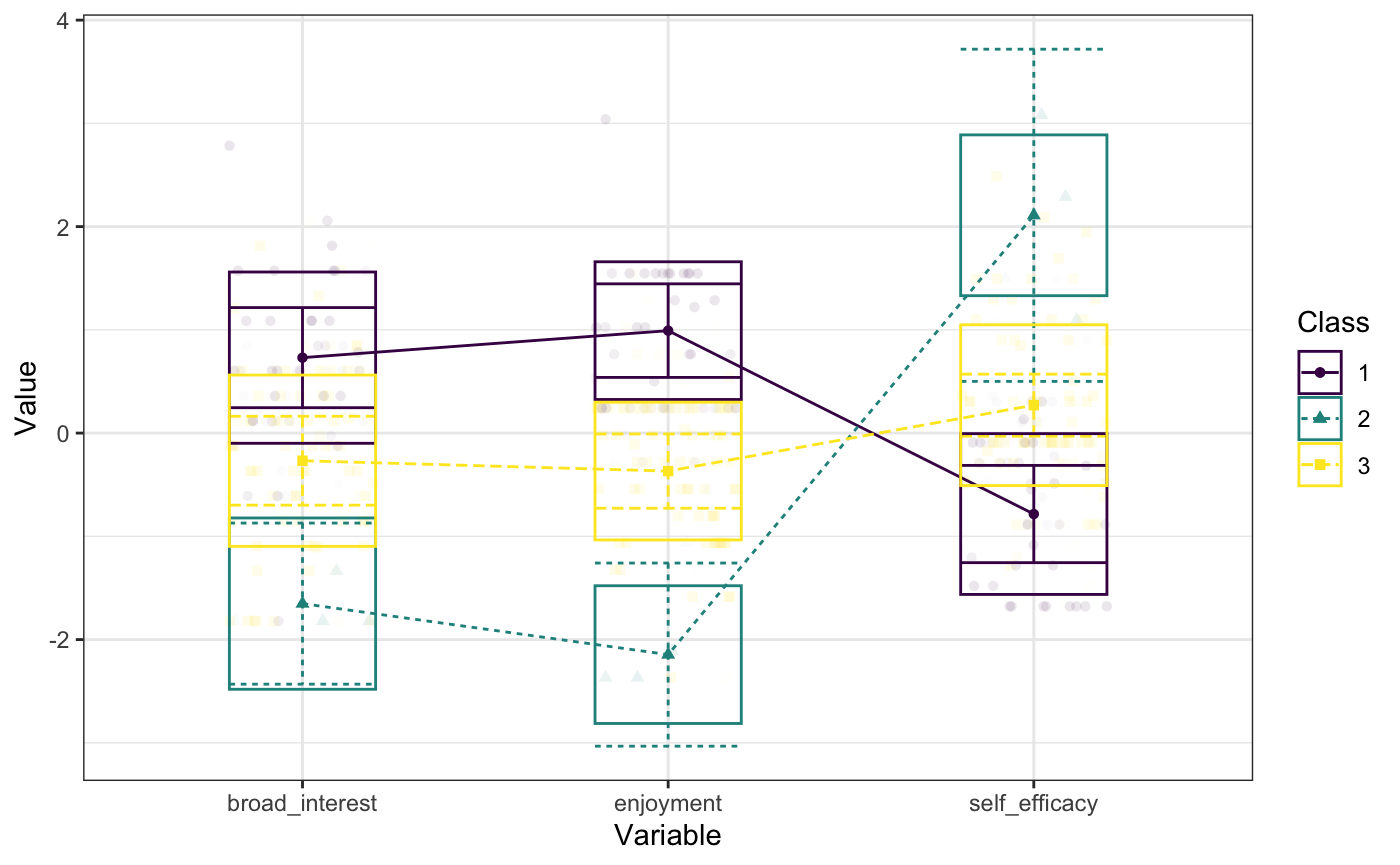 4
2
0
-2
Value
broad_interest
enjoyment
self_efficacy
Variable
Class
1
2
3